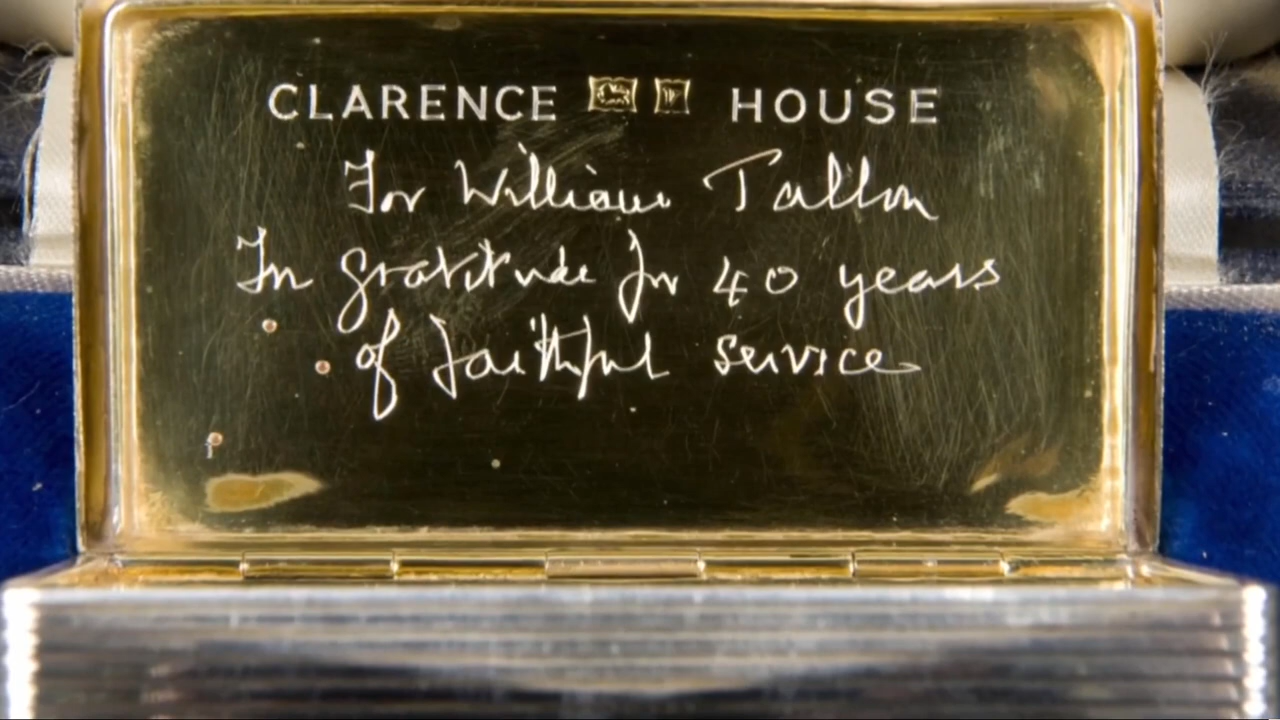 CLARENCE HOUSE
For William Tallon
In gratitude for 40 years
of faithful service